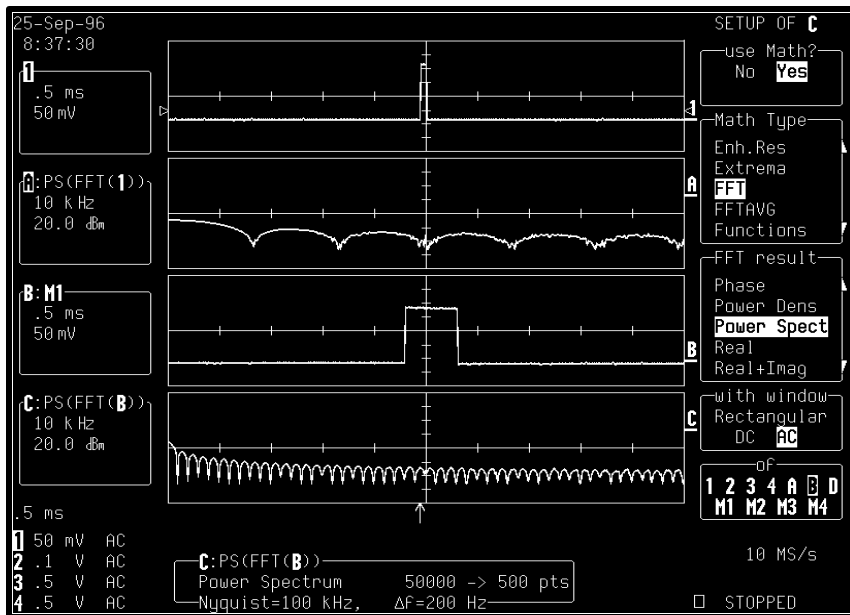 25-Sep-96
8:37:30
SETUP OF C
1
.5 ms
50 mV
A:PS(FFT(1))
10 kHz
20.0 dBm
B:M1
.5 ms
50 mV
C:PS(FFT(B))
10 kHz
20.0 dBm
1
A
B
C
use Math?
No Yes
Math Type
Enh.Res
Extrema
FFT
FFTAVG
Functions
FFT result
Phase
Power Dens
Power Spect
Real
Real+Imag
with window
Rectangular
DC AC
of
1 2 3 4 A B D
M1 M2 M3 M4
.5 ms
1 50 mV AC
2 .1 V AC
3 .5 V AC
4 .5 V AC
C:PS(FFT(B))
Power Spectrum 50000 -> 500 pts
Nyquist=100 kHz, Δf=200 Hz
10 MS/s
STOPPED